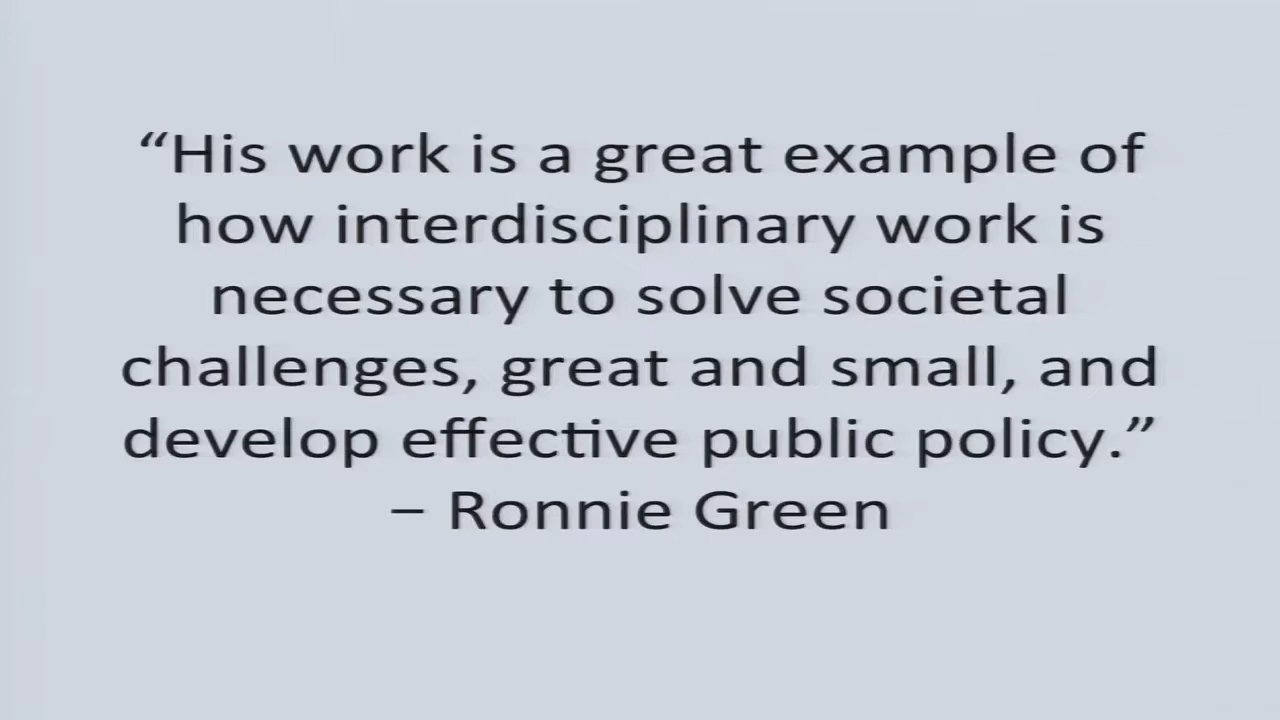 “His work is a great example of
how interdisciplinary work is
necessary to solve societal
challenges, great and small, and
develop effective public policy.”
– Ronnie Green